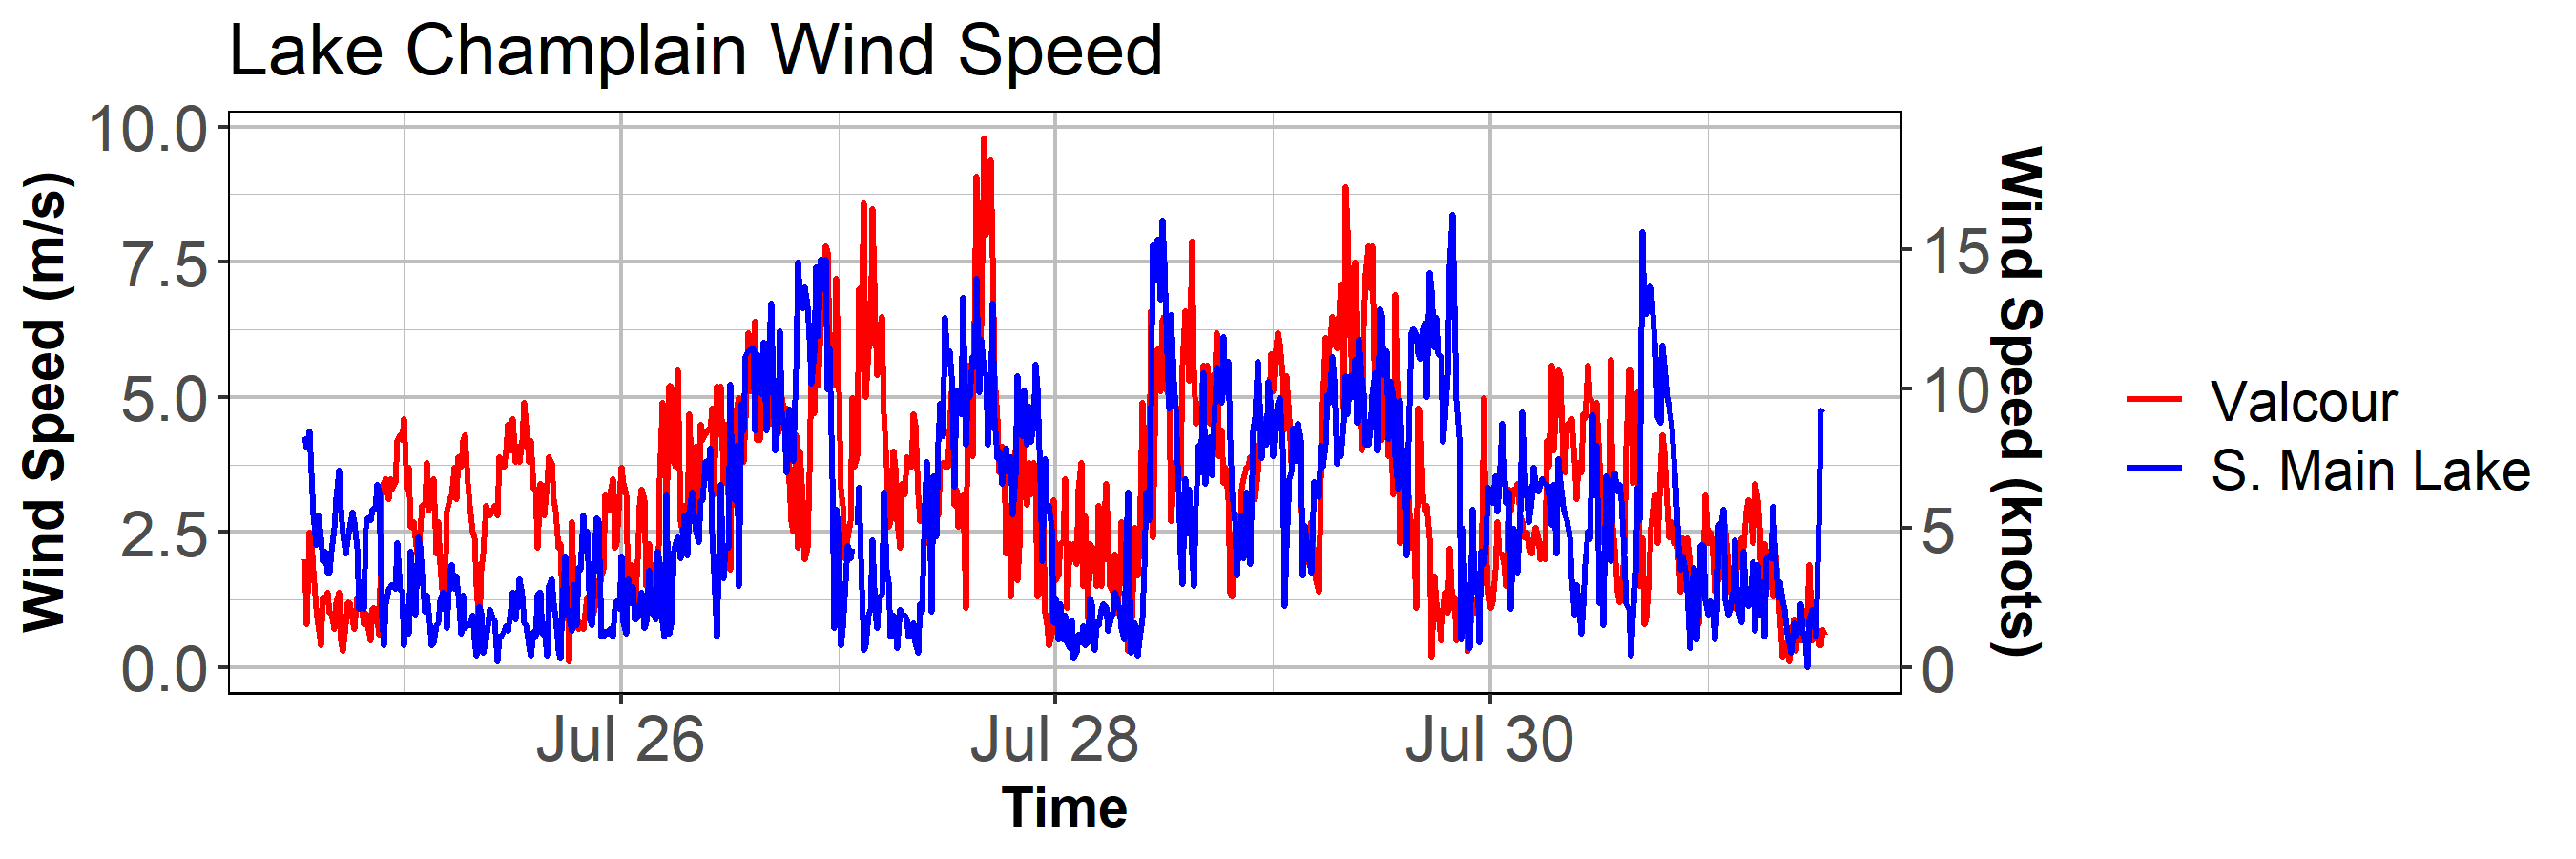 Lake Champlain Wind Speed
Wind Speed (m/s)
10.0
7.5
5.0
2.5
0.0
15
10
5
0
Wind Speed (knots)
Jul 26
Jul 28
Jul 30
Time
Valcour
S. Main Lake